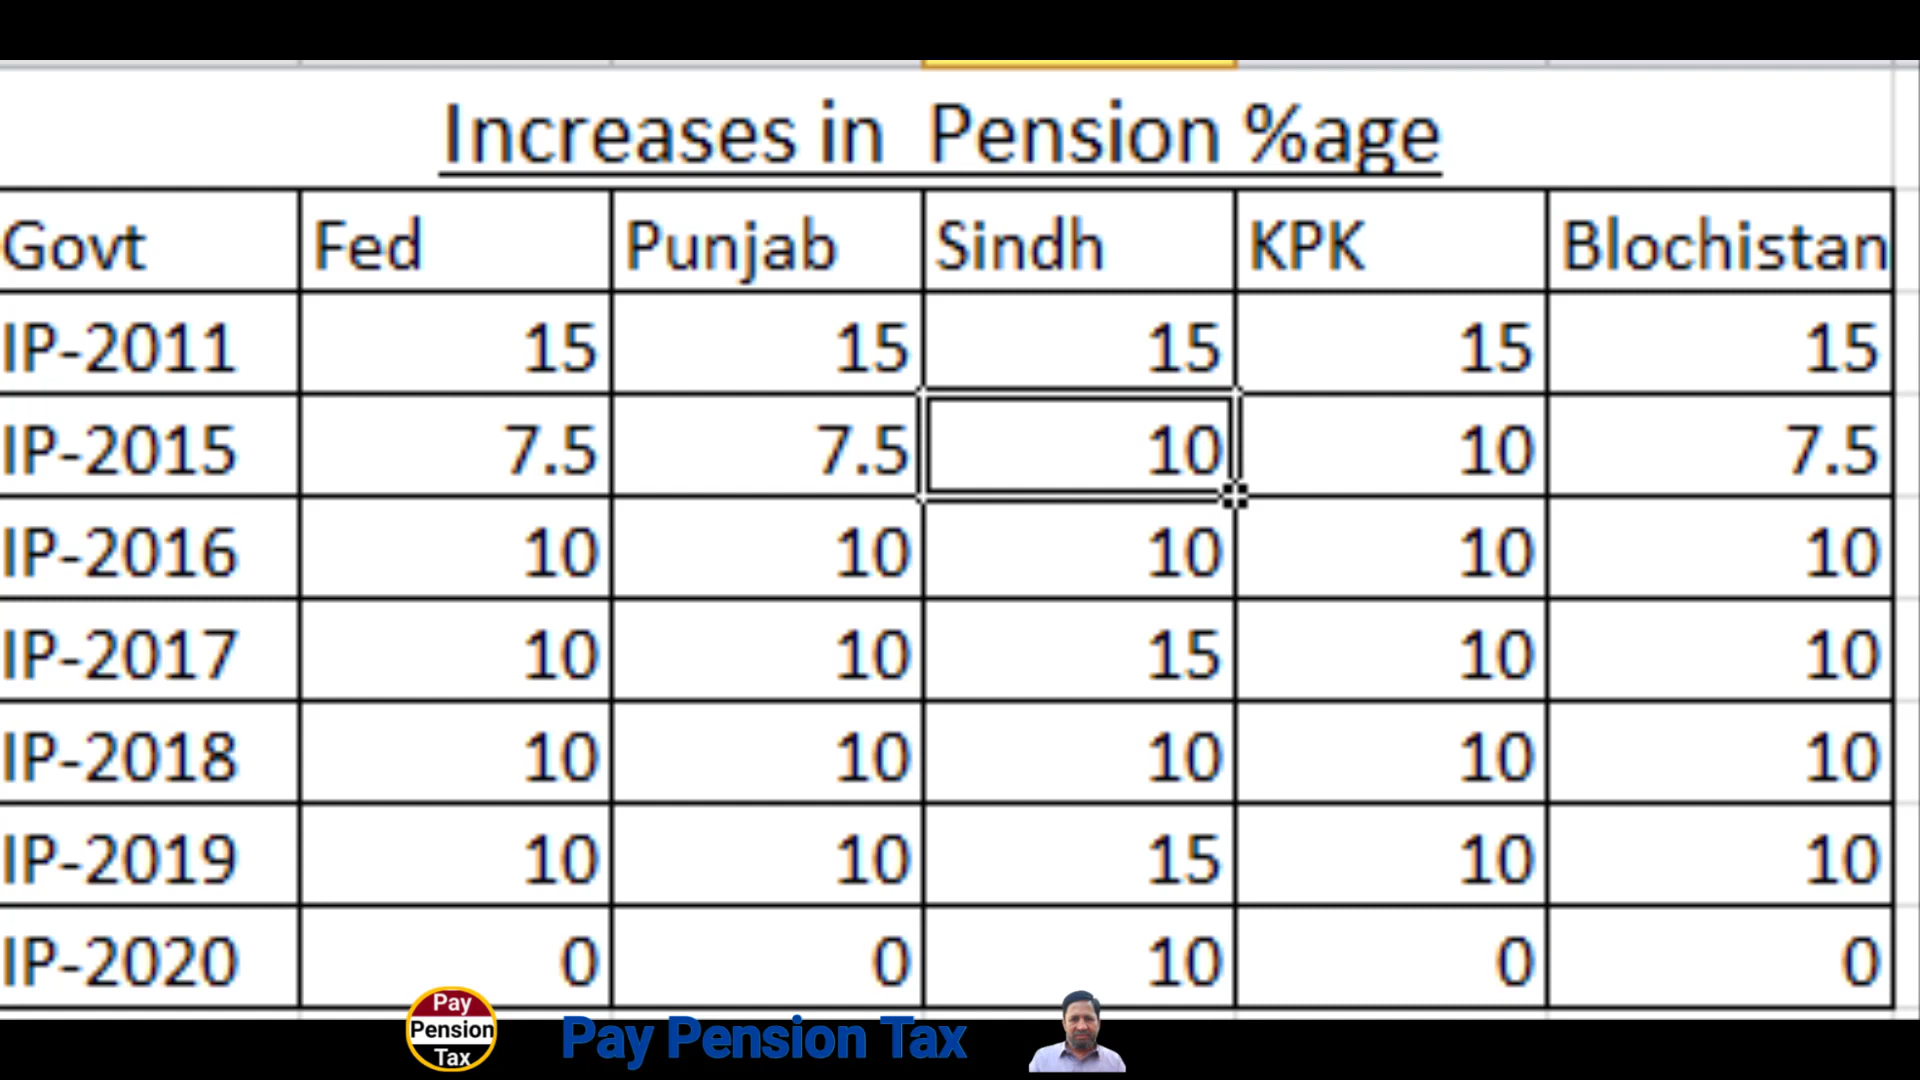 Increases in Pension %age
Govt Fed Punjab Sindh KPK Blochistan
IP-2011 15 15 15 15 15
IP-2015 7.5 7.5 10 10 7.5
IP-2016 10 10 10 10 10
IP-2017 10 10 15 10 10
IP-2018 10 10 10 10 10
IP-2019 10 10 15 10 10
IP-2020 0 0 10 0 0
Pay
Pension
Tax
Pay Pension Tax